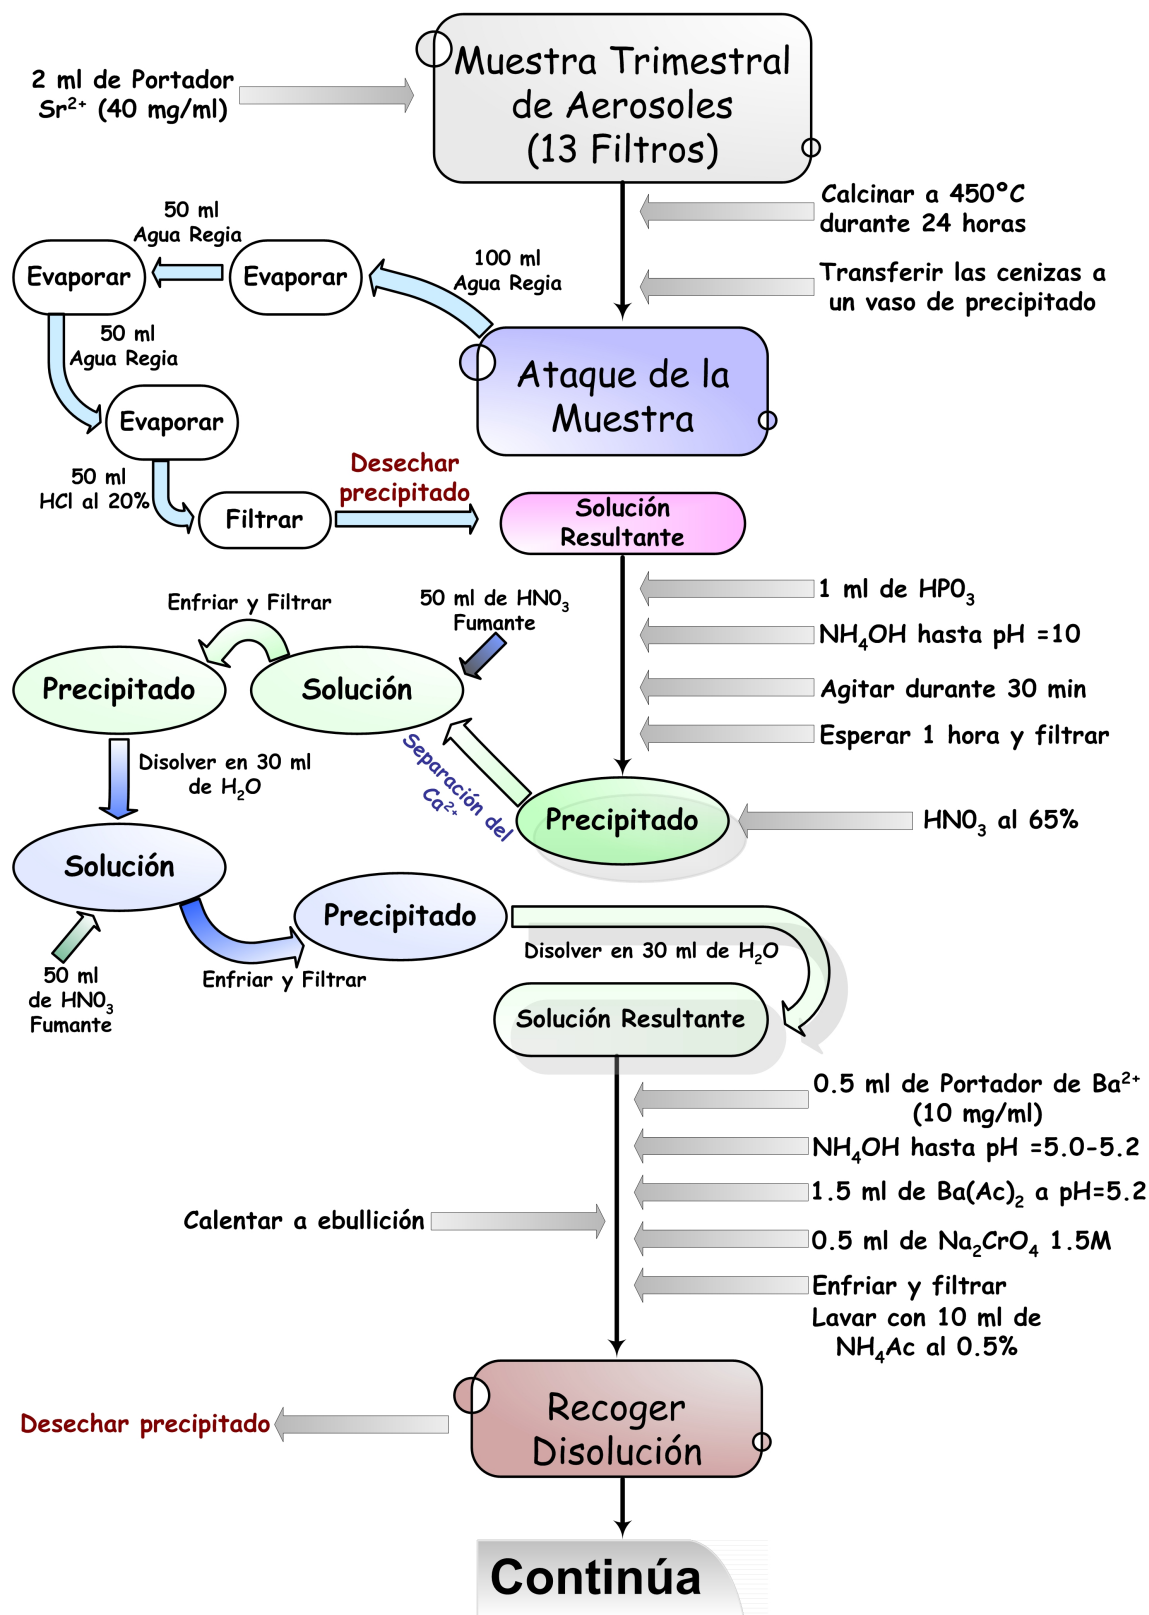 Muestra Trimestral
de Aerosoles
(13 Filtros)
2 ml de Portador
Sr²⁺ (40 mg/ml)
Calcinar a 450ºC
durante 24 horas
Transferir las cenizas a
un vaso de precipitado
Ataque de la
Muestra
100 ml
Agua Regia
Evaporar
50 ml
Agua Regia
Evaporar
50 ml
Agua Regia
Evaporar
50 ml
HCl al 20%
Filtrar
Desechar
precipitado
Solución
Resultante
1 ml de HP0₃
NH₄OH hasta pH =10
Agitar durante 30 min
Esperar 1 hora y filtrar
Precipitado
HN0₃ al 65%
Separación del
Ca²⁺
50 ml de HN0₃
Fumante
Solución
Enfriar y Filtrar
Precipitado
Disolver en 30 ml
de H₂O
Solución
50 ml
de HN0₃
Fumante
Enfriar y Filtrar
Precipitado
Disolver en 30 ml de H₂O
Solución Resultante
0.5 ml de Portador de Ba²⁺
(10 mg/ml)
NH₄OH hasta pH =5.0-5.2
1.5 ml de Ba(Ac)₂ a pH=5.2
Calentar a ebullición
0.5 ml de Na₂CrO₄ 1.5M
Enfriar y filtrar
Lavar con 10 ml de
NH₄Ac al 0.5%
Recoger
Disolución
Desechar precipitado
Continúa